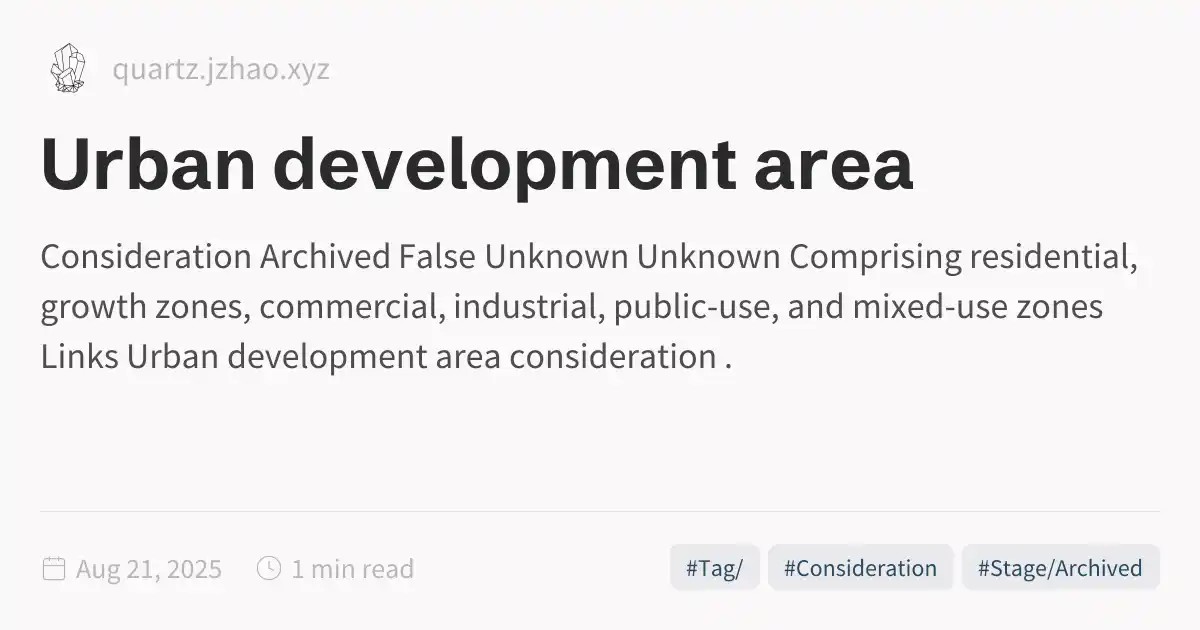 quartz.jzhao.xyz
Urban development area
Consideration Archived False Unknown Unknown Comprising residential,
growth zones, commercial, industrial, public-use, and mixed-use zones
Links Urban development area consideration .
Aug 21, 2025 1 min read #Tag/ #Consideration #Stage/Archived